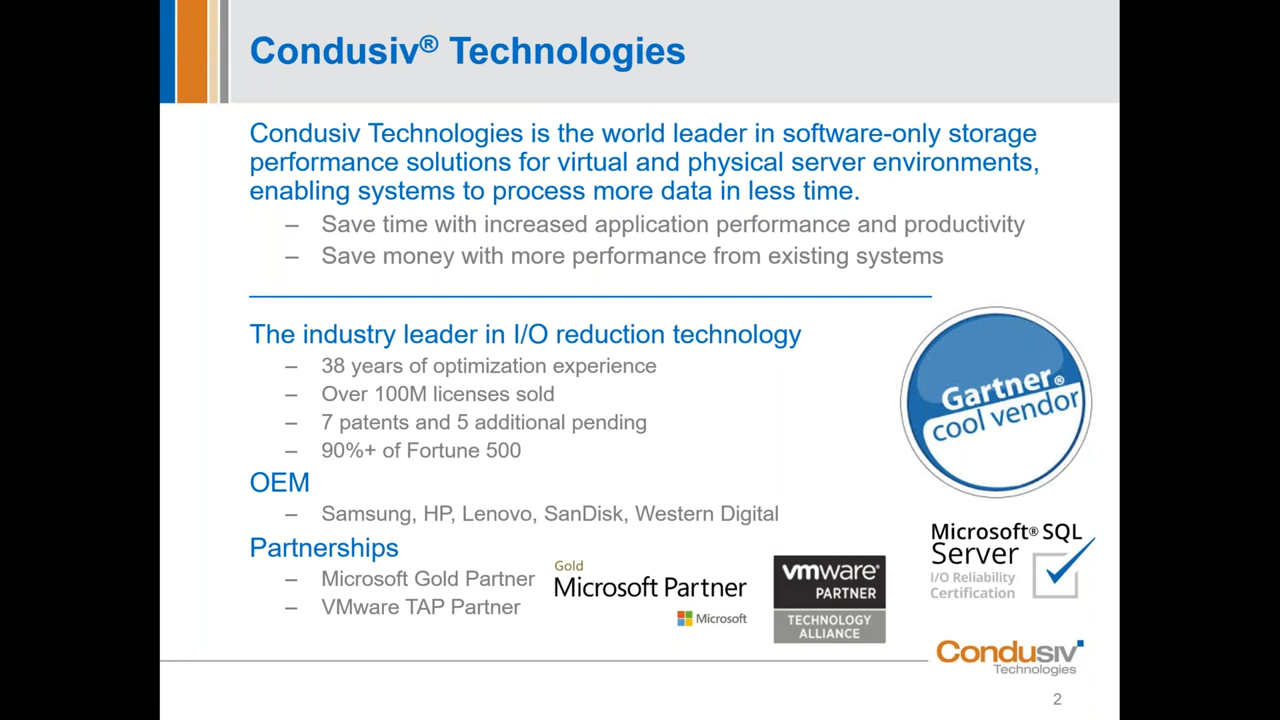 Condusiv® Technologies
Condusiv Technologies is the world leader in software-only storage
performance solutions for virtual and physical server environments,
enabling systems to process more data in less time.
– Save time with increased application performance and productivity
– Save money with more performance from existing systems
The industry leader in I/O reduction technology
– 38 years of optimization experience
– Over 100M licenses sold
– 7 patents and 5 additional pending
– 90%+ of Fortune 500
Gartner®
cool vendor
OEM
– Samsung, HP, Lenovo, SanDisk, Western Digital
Partnerships
– Microsoft Gold Partner
– VMware TAP Partner
Gold
Microsoft Partner
Microsoft
vmware®
PARTNER
TECHNOLOGY
ALLIANCE
Microsoft® SQL
Server
I/O Reliability
Certification
Condusiv
Technologies
2